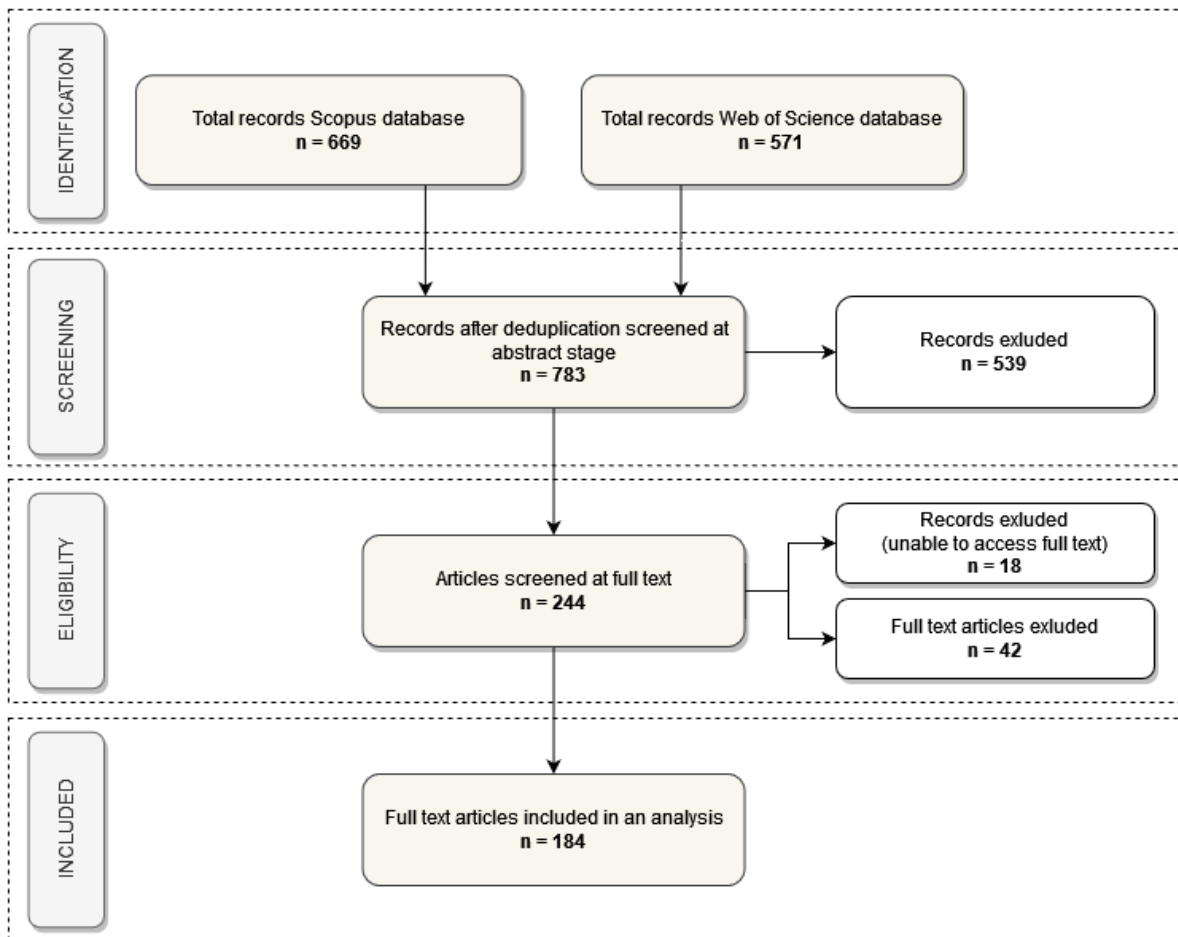 IDENTIFICATION
Total records Scopus database
n = 669
Total records Web of Science database
n = 571
SCREENING
Records after deduplication screened at
abstract stage
n = 783
Records exluded
n = 539
ELIGIBILITY
Articles screened at full text
n = 244
Records exluded
(unable to access full text)
n = 18
Full text articles exluded
n = 42
INCLUDED
Full text articles included in an analysis
n = 184